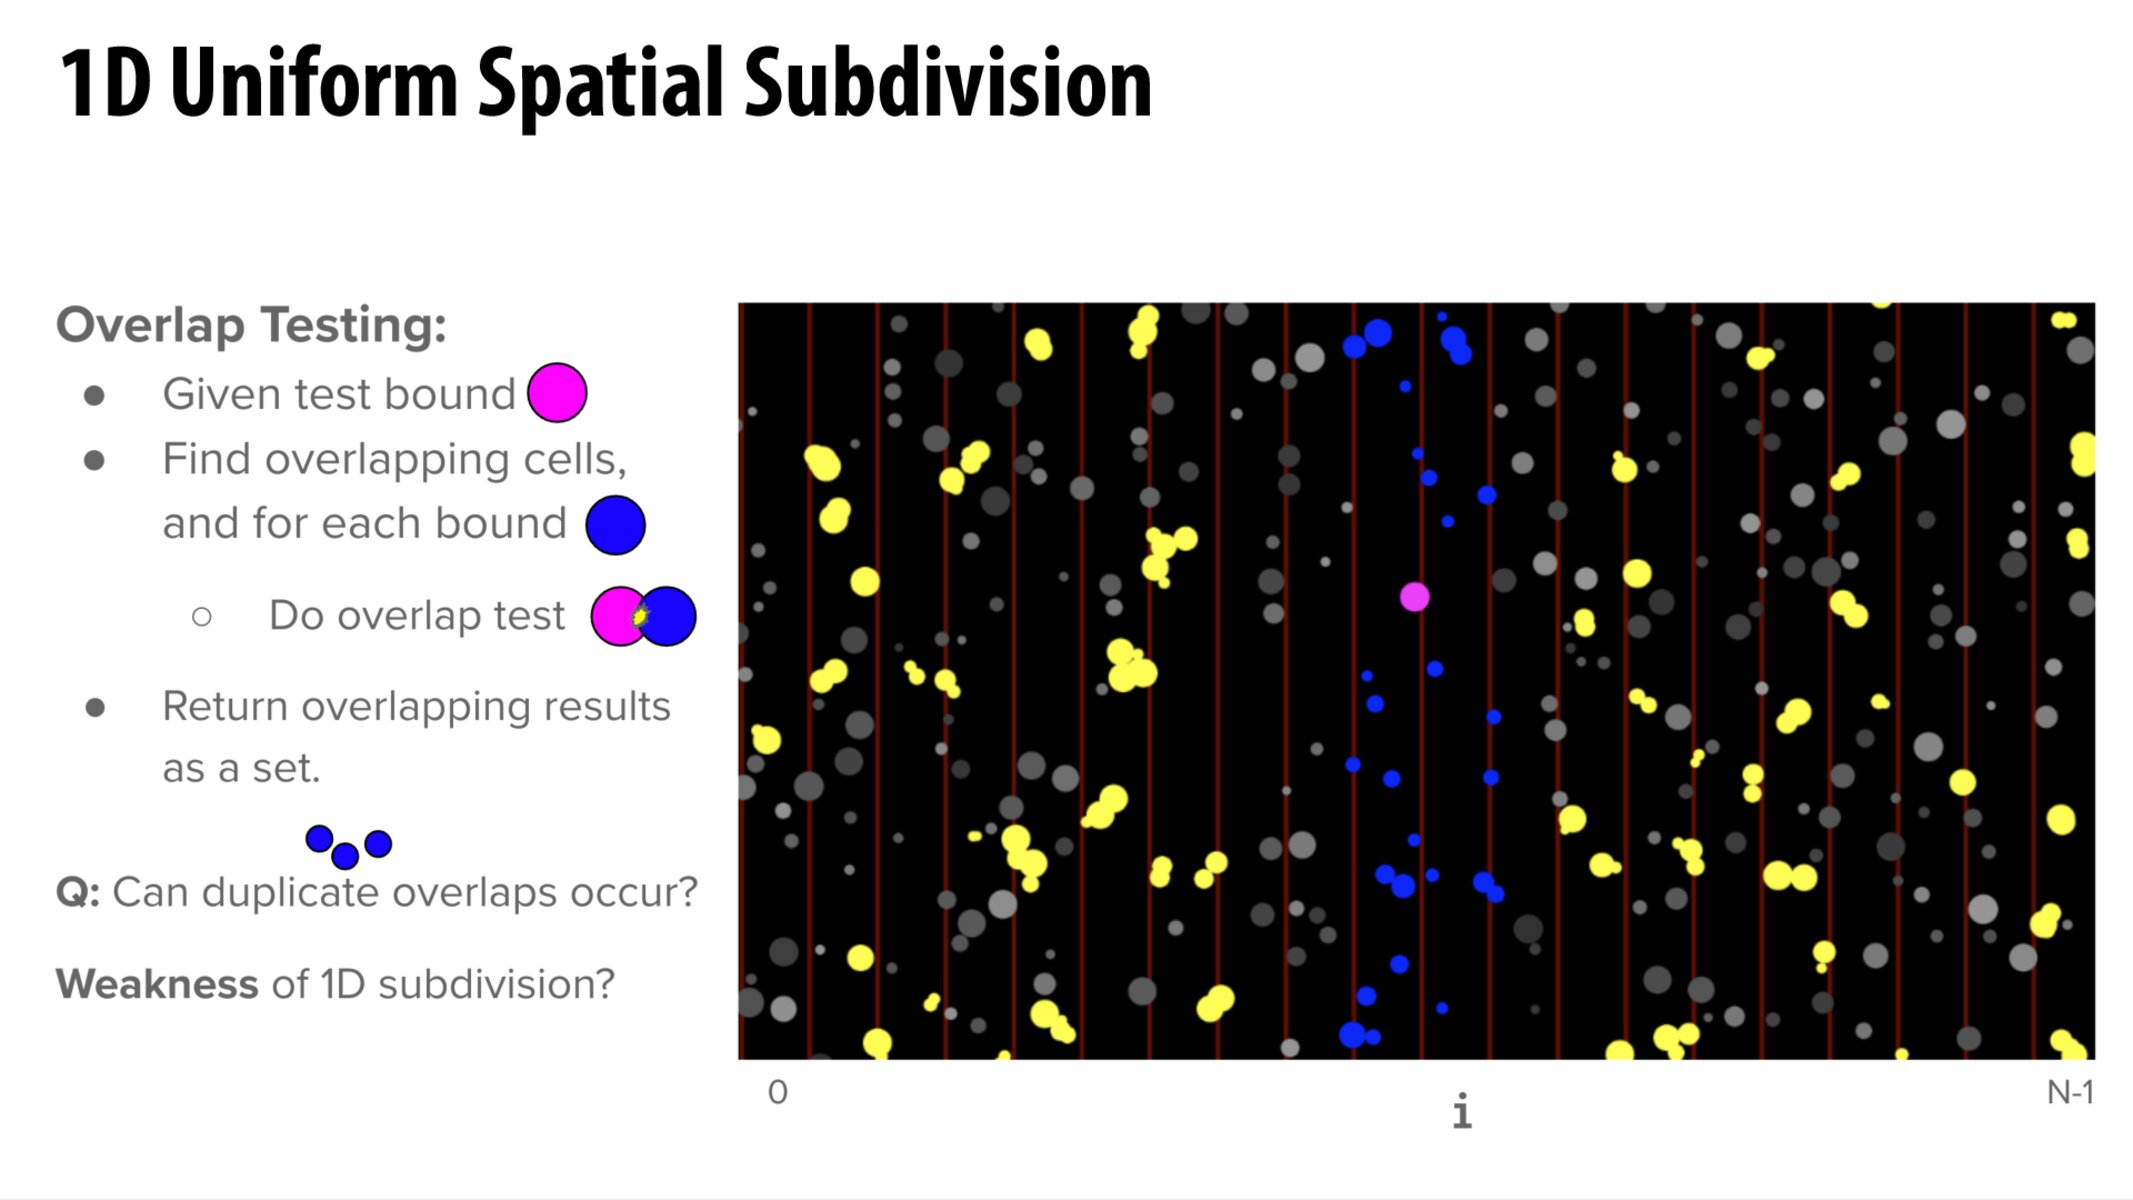 1D Uniform Spatial Subdivision
Overlap Testing:
● Given test bound
● Find overlapping cells,
and for each bound
○ Do overlap test
● Return overlapping results
as a set.
Q: Can duplicate overlaps occur?
Weakness of 1D subdivision?
0
i
N-1